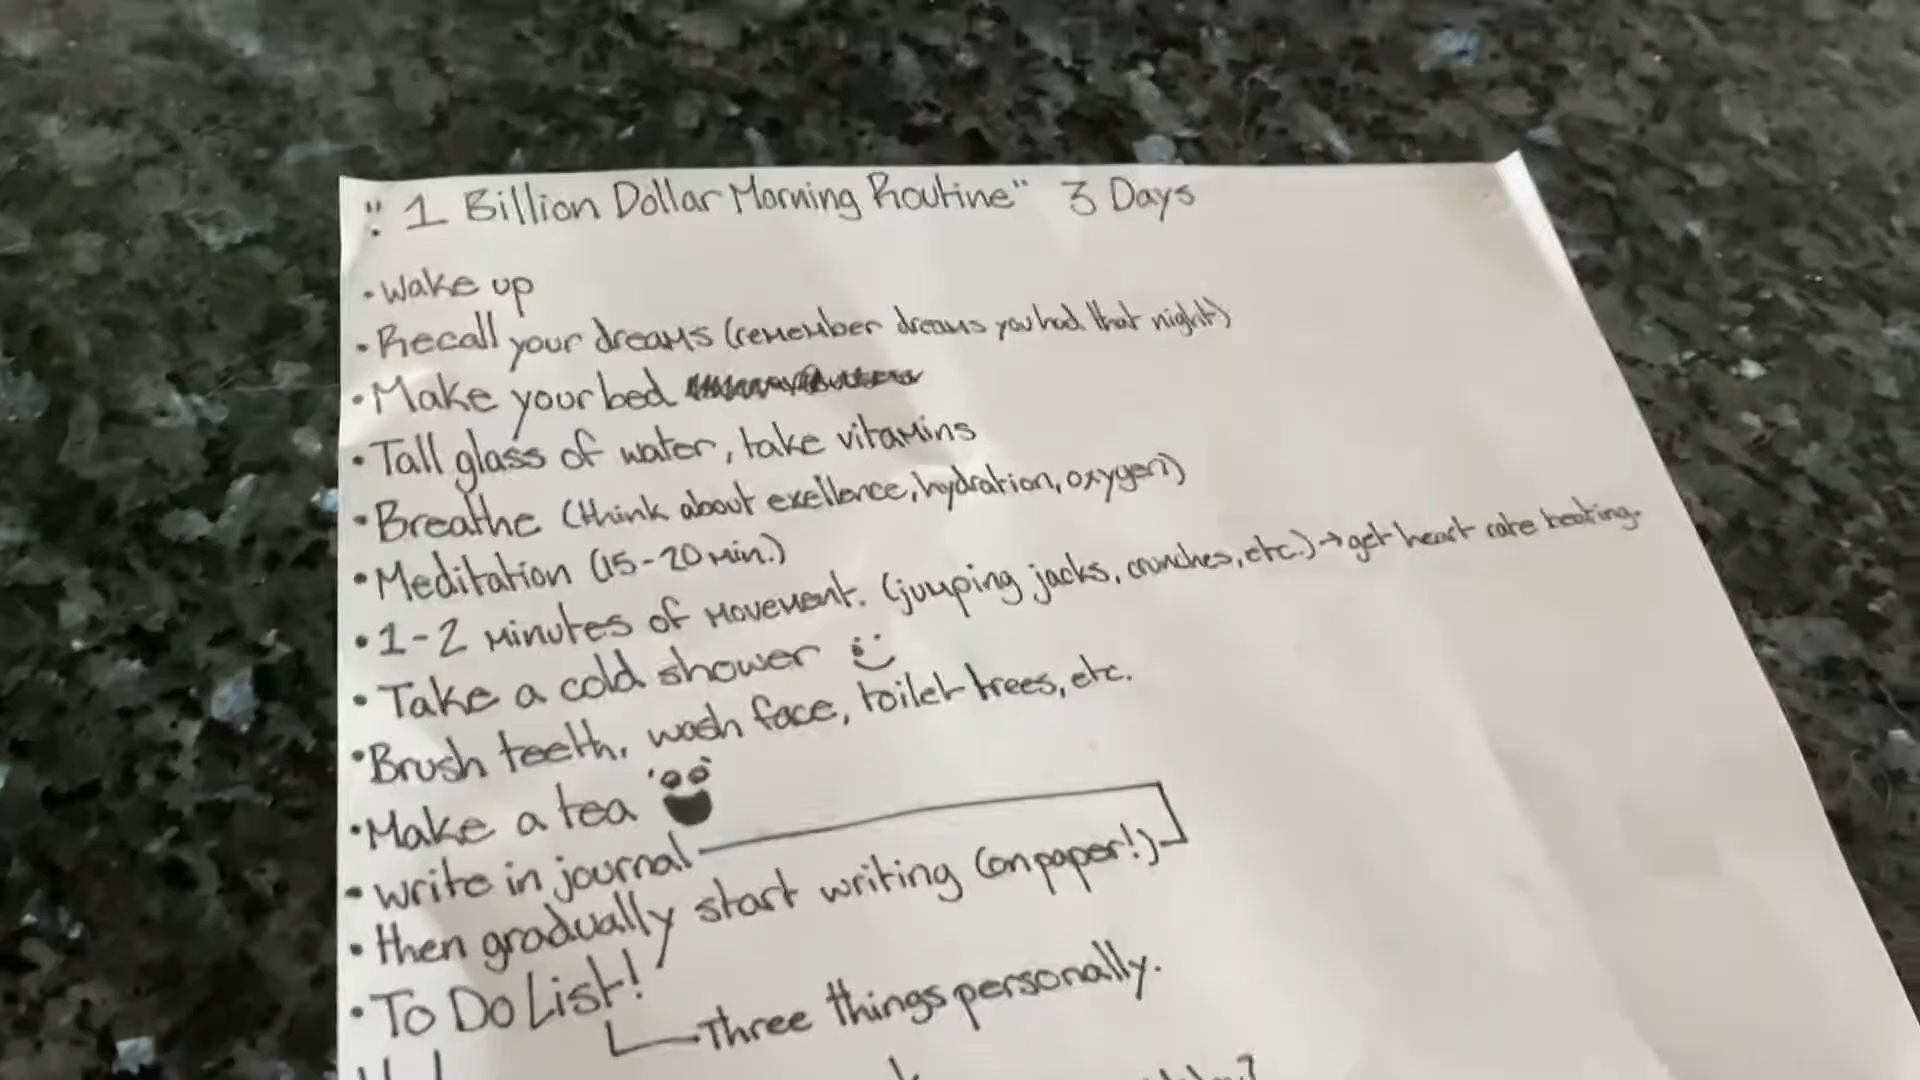 "1 Billion Dollar Morning Routine" 3 Days
• Wake up
• Recall your dreams (remember dreams you had that night)
• Make your bed
• Tall glass of water, take vitamins
• Breathe (think about exellence, hydration, oxygen)
• Meditation (15-20 min.)
• 1-2 minutes of movement. (jumping jacks, crunches, etc.) → get heart rate beating.
• Take a cold shower
• Brush teeth, wash face, toilet trees, etc.
• Make a tea
• write in journal
• then gradually start writing (on paper!)
• To Do List!
Three things personally.